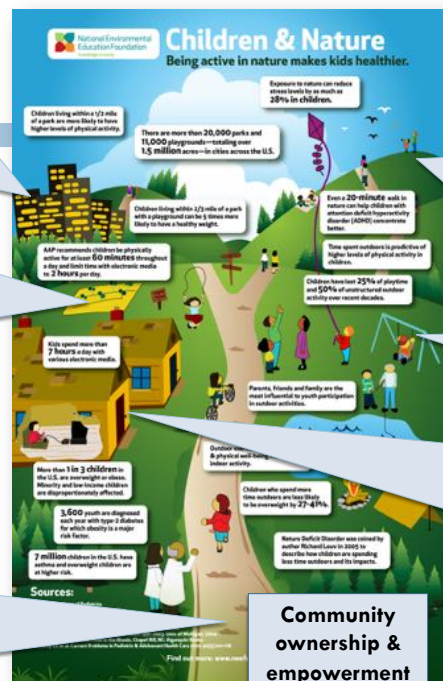 National Environmental
Education Foundation
Children & Nature
Being active in nature makes kids healthier.
Exposure to nature can reduce
stress levels by as much as
28% in children.
Children living within a 1/2 mile
of a park are more likely to have
higher levels of physical activity.
There are more than 20,000 parks and
11,000 playgrounds—totaling over
1.5 million acres—in cities across the U.S.
Children living within 2/3 mile of a park
with a playground can be 5 times more
likely to have a healthy weight.
Even a 20-minute walk in
nature can help children with
attention deficit hyperactivity
disorder (ADHD) concentrate
better.
AAP recommends children be physically
active for at least 60 minutes throughout
a day and limit time with electronic media
to 2 hours per day.
Time spent outdoors is predictive of
higher levels of physical activity in
children.
Children have lost 25% of playtime
and 50% of unstructured outdoor
activity over recent decades.
Kids spend more than
7 hours a day with
various electronic media.
Parents, friends and family are the
most influential to youth participation
in outdoor activities.
Outdoor
& physical well-being
indoor activity.
More than 1 in 3 children in
the U.S. are overweight or obese.
Minority and low-income children
are disproportionately affected.
Children who spend more
time outdoors are less likely
to be overweight by 27-41%.
3,600 youth are diagnosed
each year with type-2 diabetes
for which obesity is a major
risk factor.
Nature Deficit Disorder was coined by
author Richard Louv in 2005 to
describe how children are spending
less time outdoors and its impacts.
7 million children in the U.S. have
asthma and overweight children are
at higher risk.
Sources:
Find out more:
Community
ownership &
empowerment